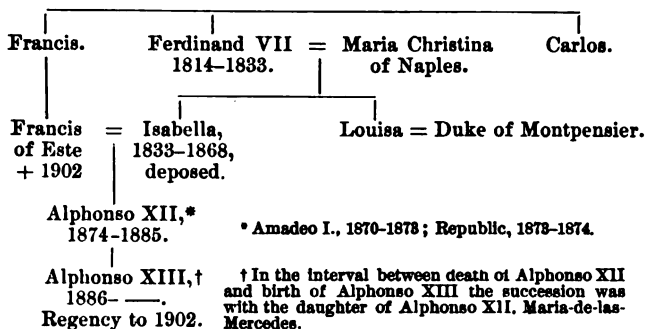 Francis. Ferdinand VII = Maria Christina Carlos.
1814–1833. of Naples.
Francis = Isabella, Louisa = Duke of Montpensier.
of Este 1833–1868,
+ 1902 deposed.
Alphonso XII,*
1874-1885. * Amadeo I., 1870-1873; Republic, 1873-1874.
Alphonso XIII,† † In the interval between death of Alphonso XII
1886- ——. and birth of Alphonso XIII the succession was
Regency to 1902. with the daughter of Alphonso XII, Maria-de-las-
Mercedes.